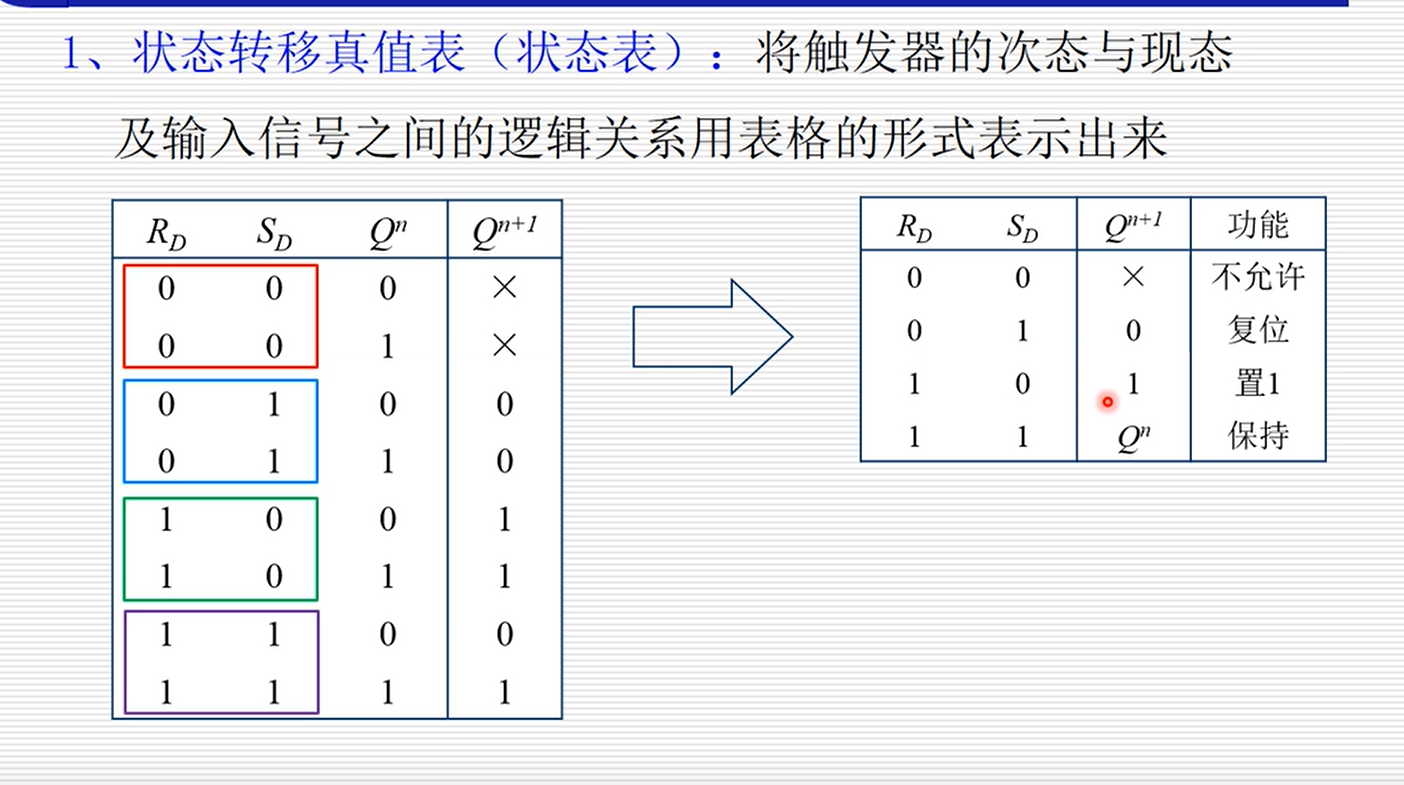 1、状态转移真值表（状态表）：将触发器的次态与现态
及输入信号之间的逻辑关系用表格的形式表示出来
R_D S_D Q^n Q^{n+1}
0 0 0 ×
0 0 1 ×
0 1 0 0
0 1 1 0
1 0 0 1
1 0 1 1
1 1 0 0
1 1 1 1
R_D S_D Q^{n+1} 功能
0 0 × 不允许
0 1 0 复位
1 0 1 置1
1 1 Q^n 保持